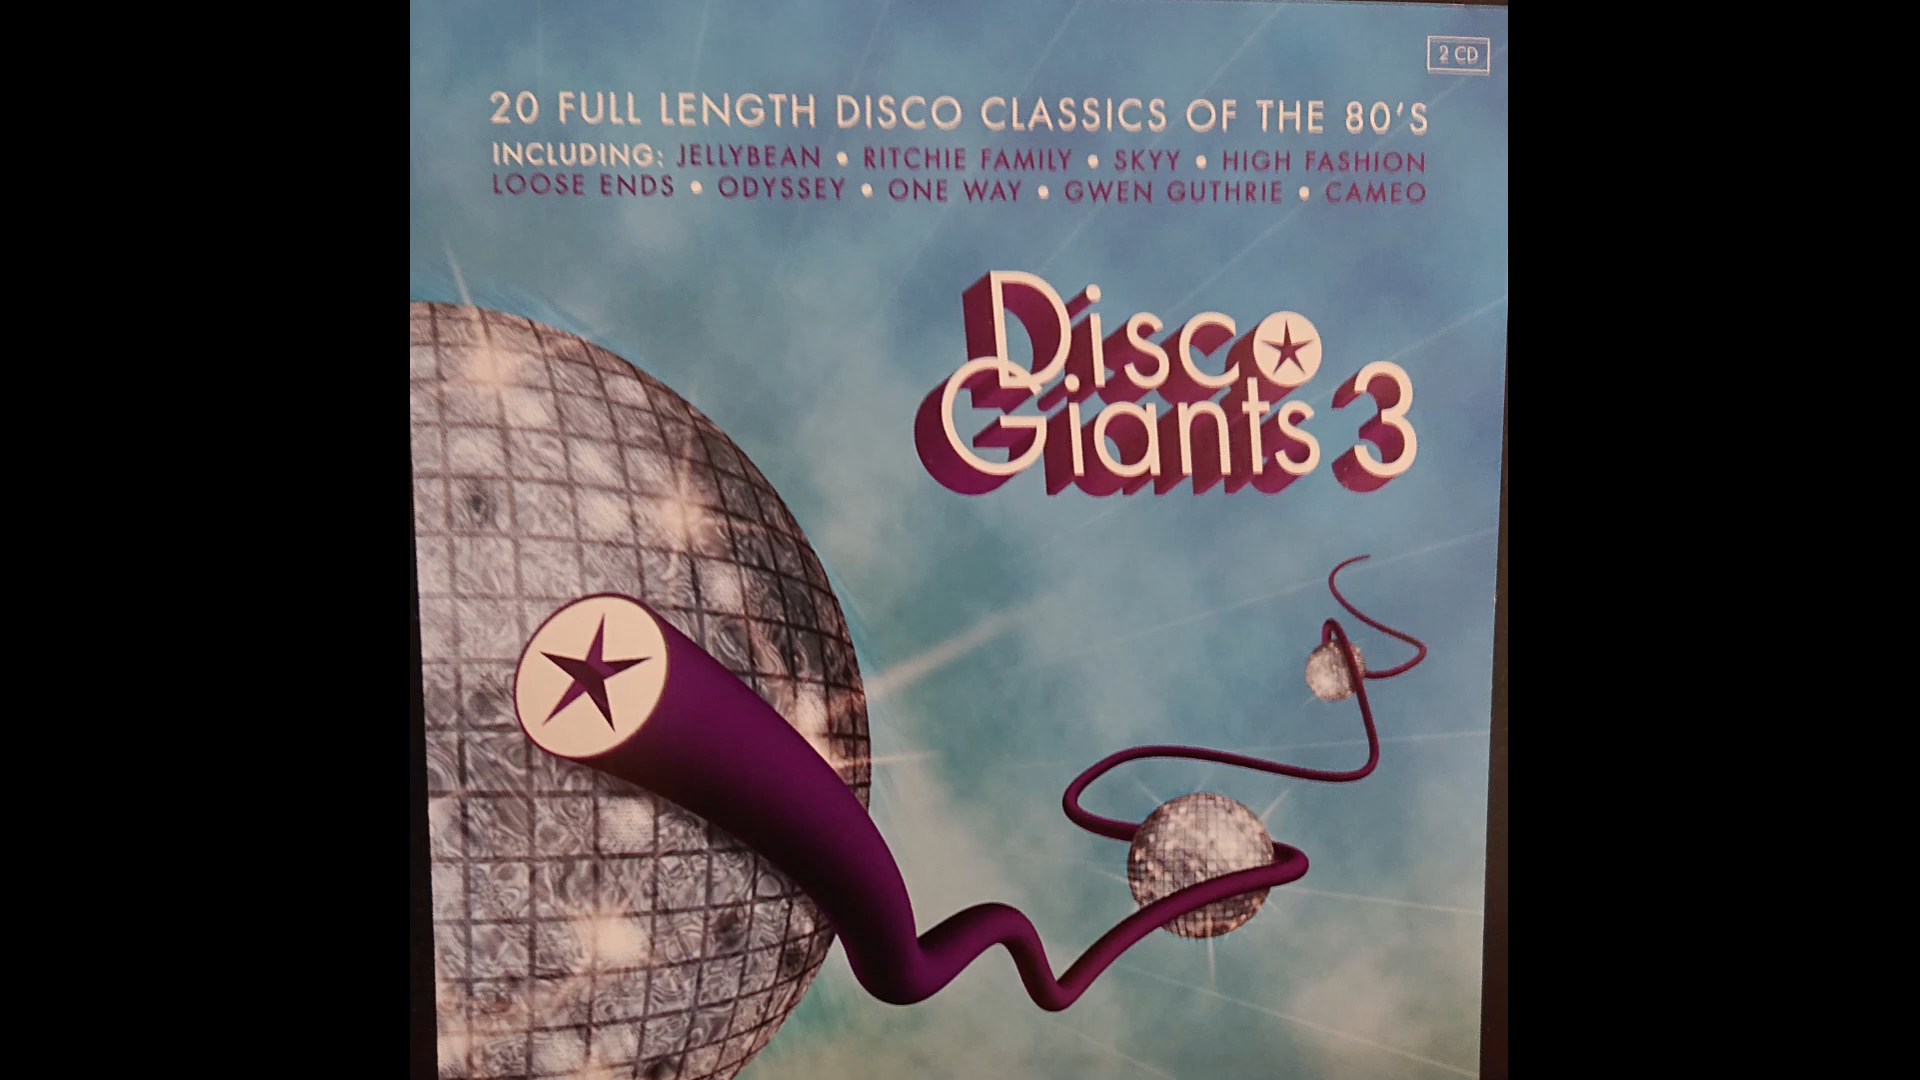 2 CD
20 FULL LENGTH DISCO CLASSICS OF THE 80'S
INCLUDING: JELLYBEAN • RITCHIE FAMILY • SKYY • HIGH FASHION
LOOSE ENDS • ODYSSEY • ONE WAY • GWEN GUTHRIE • CAMEO
Disco
Giants 3